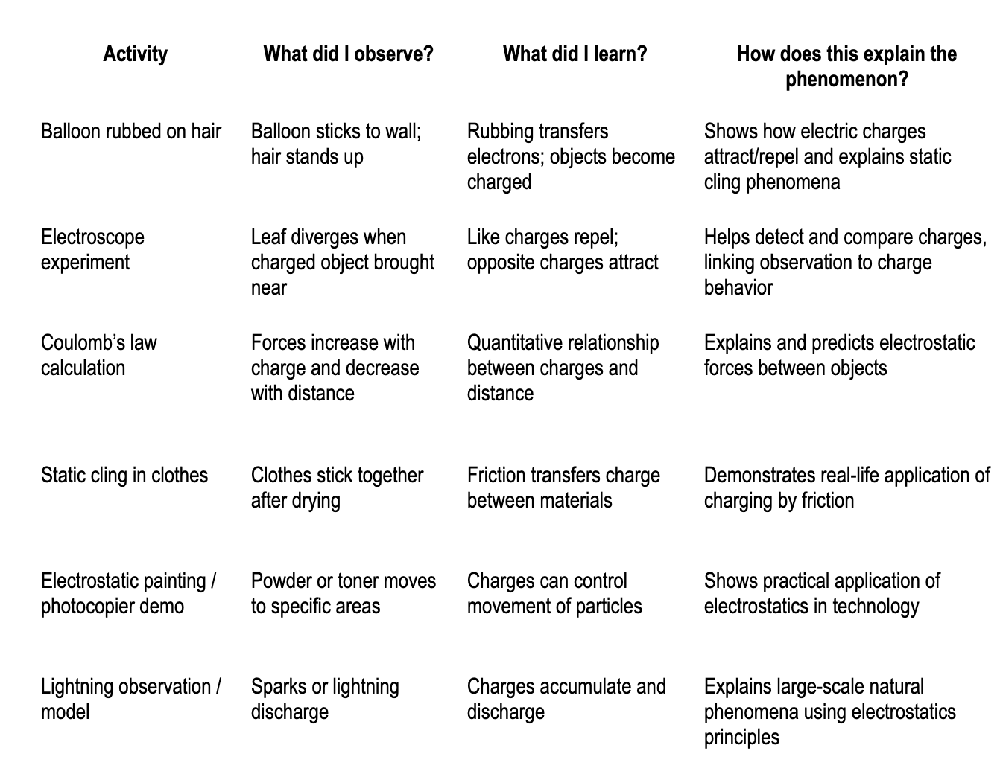 Activity
What did I observe?
What did I learn?
How does this explain the
phenomenon?
Balloon rubbed on hair
Balloon sticks to wall;
hair stands up
Rubbing transfers
electrons; objects become
charged
Shows how electric charges
attract/repel and explains static
cling phenomena
Electroscope
experiment
Leaf diverges when
charged object brought
near
Like charges repel;
opposite charges attract
Helps detect and compare charges,
linking observation to charge
behavior
Coulomb’s law
calculation
Forces increase with
charge and decrease
with distance
Quantitative relationship
between charges and
distance
Explains and predicts electrostatic
forces between objects
Static cling in clothes
Clothes stick together
after drying
Friction transfers charge
between materials
Demonstrates real-life application of
charging by friction
Electrostatic painting /
photocopier demo
Powder or toner moves
to specific areas
Charges can control
movement of particles
Shows practical application of
electrostatics in technology
Lightning observation /
model
Sparks or lightning
discharge
Charges accumulate and
discharge
Explains large-scale natural
phenomena using electrostatics
principles